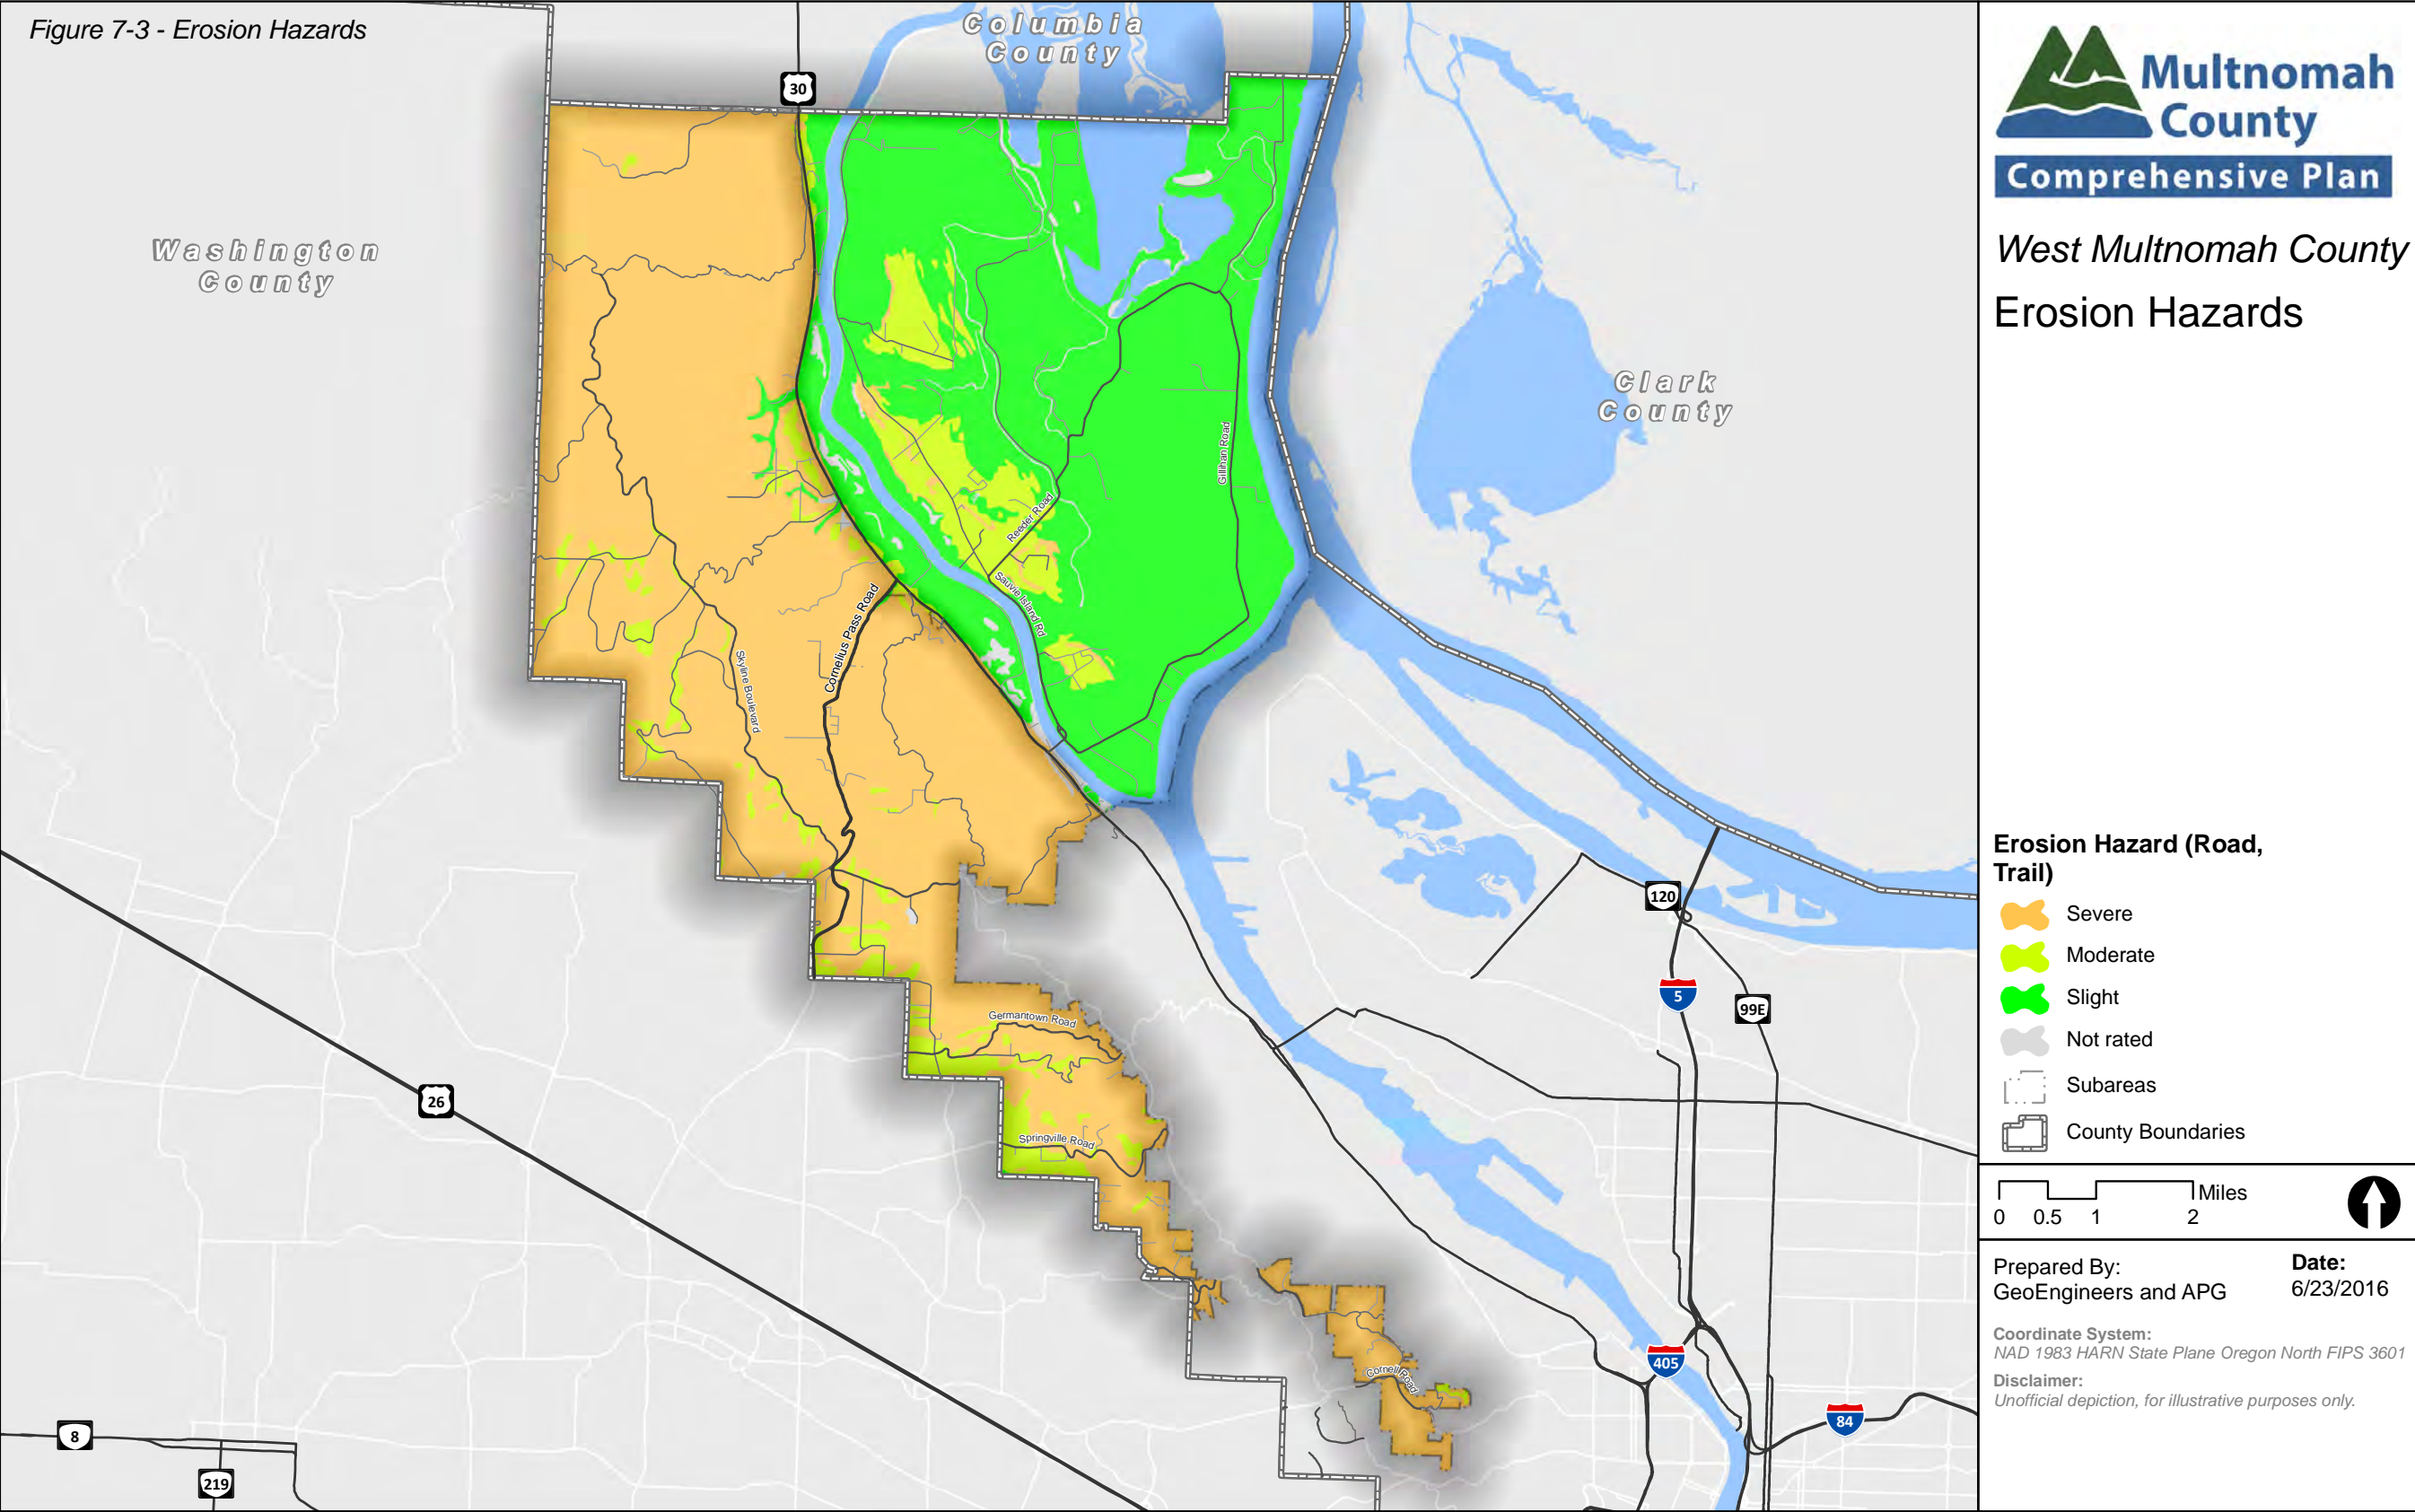 Figure 7-3 - Erosion Hazards
Columbia
County
30
Washington
County
Clark
County
Gillihan Road
Reeder Road
Sauvie Island Rd
Cornelius Pass Road
Skyline Boulevard
120
5
99E
Germantown Road
26
Springville Road
Cornell Road
405
84
8
219
Multnomah
County
Comprehensive Plan
West Multnomah County
Erosion Hazards
Erosion Hazard (Road,
Trail)
Severe
Moderate
Slight
Not rated
Subareas
County Boundaries
Miles
0 0.5 1 2
Prepared By:
GeoEngineers and APG
Date:
6/23/2016
Coordinate System:
NAD 1983 HARN State Plane Oregon North FIPS 3601
Disclaimer:
Unofficial depiction, for illustrative purposes only.